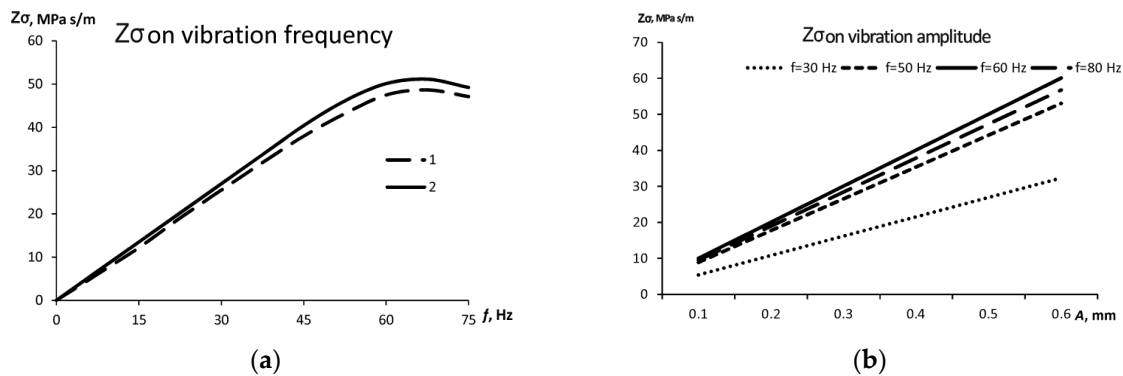 Zσ, MPa s/m
Zσ on vibration frequency
60
50
40
30
20
10
0
1
2
0 15 30 45 60 75 f, Hz
(a)
Zσ, MPa s/m
Zσ on vibration amplitude
f=30 Hz f=50 Hz f=60 Hz f=80 Hz
70
60
50
40
30
20
10
0
0.1 0.2 0.3 0.4 0.5 0.6 A, mm
(b)